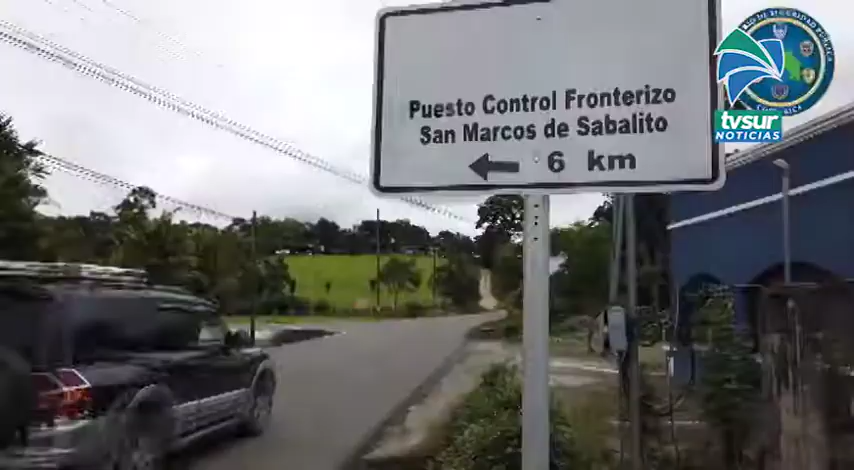 Puesto Control Fronterizo
San Marcos de Sabalito
← 6 km
tvsur
NOTICIAS